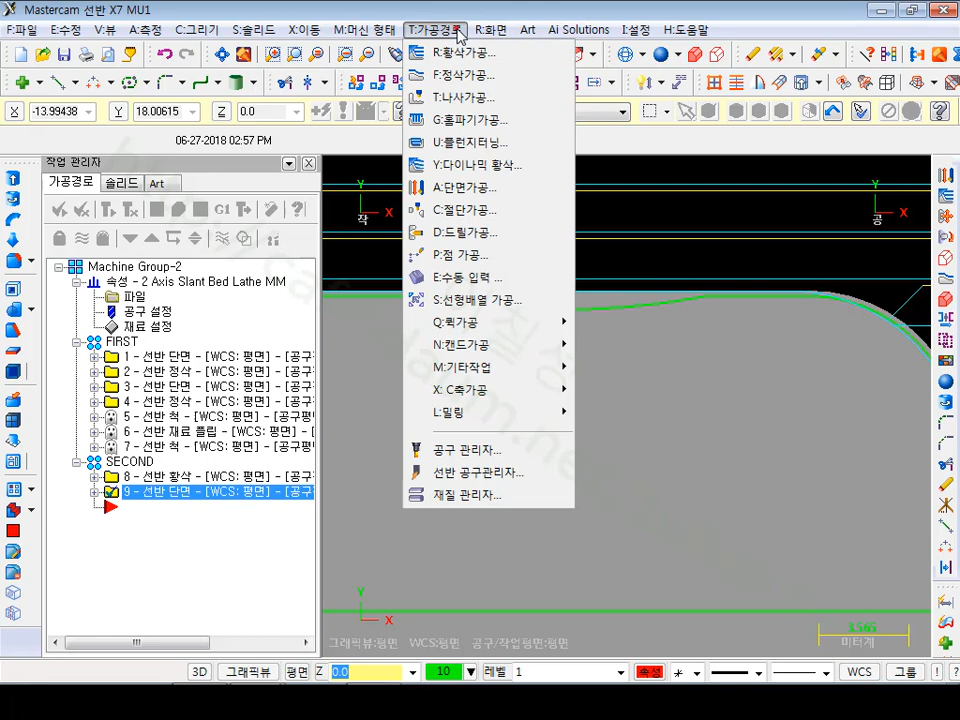 Mastercam 선반 X7 MU1
F:파일 E:수정 V:뷰 A:측정 C:그리기 S:솔리드 X:이동 M:머신 형태 T:가공경로 R:화면 Art Ai Solutions I:설정 H:도움말
X -13.99438 Y 18.00615 Z 0.0
06-27-2018 02:57 PM
작업 관리자
가공경로 솔리드 Art
G1
Machine Group-2
속성 - 2 Axis Slant Bed Lathe MM
파일
공구 설정
재료 설정
FIRST
1 - 선반 단면 - [WCS: 평면] - [공구
2 - 선반 정삭 - [WCS: 평면] - [공구
3 - 선반 단면 - [WCS: 평면] - [공구
4 - 선반 정삭 - [WCS: 평면] - [공구
5 - 선반 척 - [WCS: 평면] - [공구평
6 - 선반 재료 플립 - [WCS: 평면] -
7 - 선반 척 - [WCS: 평면] - [공구평
SECOND
8 - 선반 황삭 - [WCS: 평면] - [공구
9 - 선반 단면 - [WCS: 평면] - [공구
R:황삭가공...
F:정삭가공...
T:나사가공...
G:홈파기가공...
U:플런지터닝...
Y:다이나믹 황삭...
A:단면가공...
C:절단가공...
D:드릴가공...
P:점 가공...
E:수동 입력 ...
S:선형배열 가공...
Q:퀵가공
N:캔드가공
M:기타작업
X: C축가공
L:밀링
공구 관리자...
선반 공구관리자...
재질 관리자...
Y
X
작
Y
X
공
Y
X
그래픽뷰:평면 WCS:평면 공구/작업평면:평면
3.565
미터계
3D 그래픽뷰 평면 Z 0.0 10 레벨 1 속성 WCS 그룹 ! ?